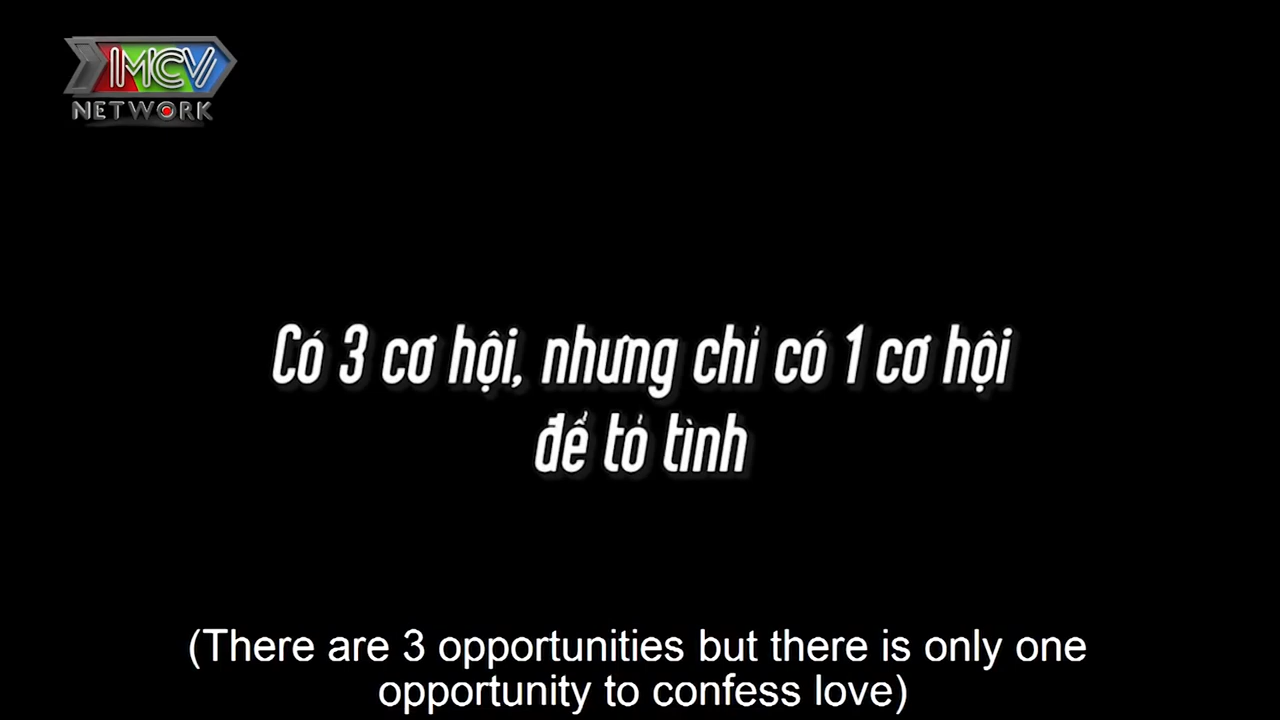 MCV
NETWORK
Có 3 cơ hội, nhưng chỉ có 1 cơ hội
để tỏ tình
(There are 3 opportunities but there is only one
opportunity to confess love)